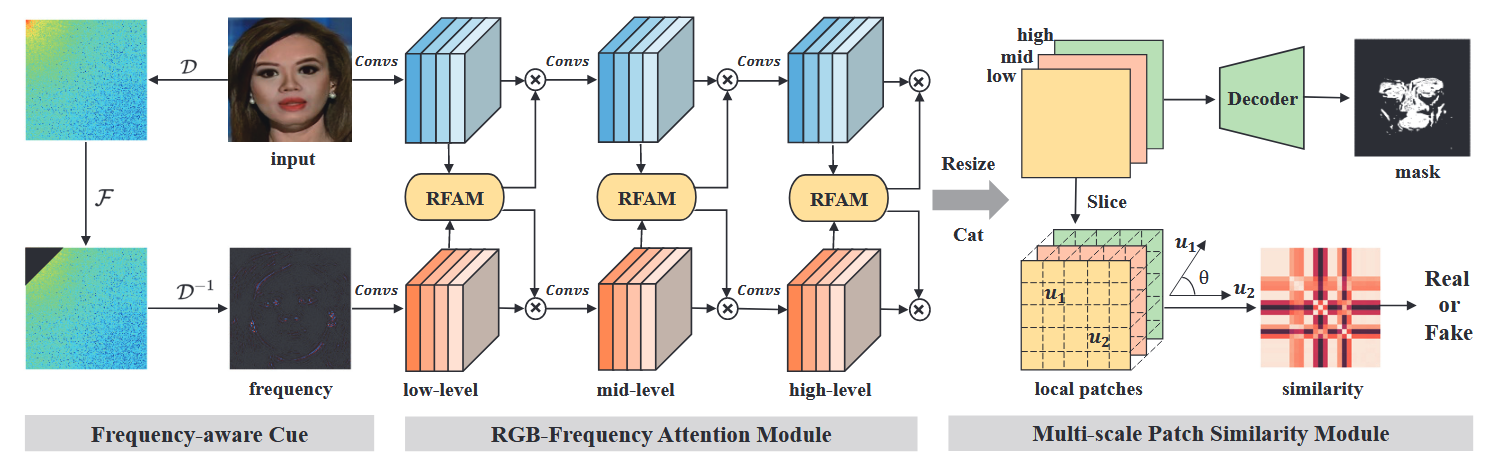 𝒟
input
ℱ
𝒟⁻¹
frequency
Convs
Convs
Convs
RFAM
RFAM
RFAM
Convs
Convs
Convs
low-level
mid-level
high-level
Resize
Cat
high
mid
low
Decoder
mask
Slice
u₁
u₂
local patches
u₁
θ
u₂
similarity
Real
or
Fake
Frequency-aware Cue
RGB-Frequency Attention Module
Multi-scale Patch Similarity Module